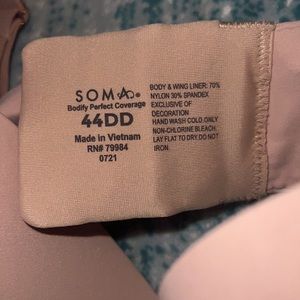 SOMA®
Bodify Perfect Coverage
44DD
Made in Vietnam
RN# 79984
0721
BODY & WING LINER: 70%
NYLON 30% SPANDEX
EXCLUSIVE OF
DECORATION
HAND WASH COLD.ONLY
NON-CHLORINE BLEACH.
LAY FLAT TO DRY.DO NOT
IRON.